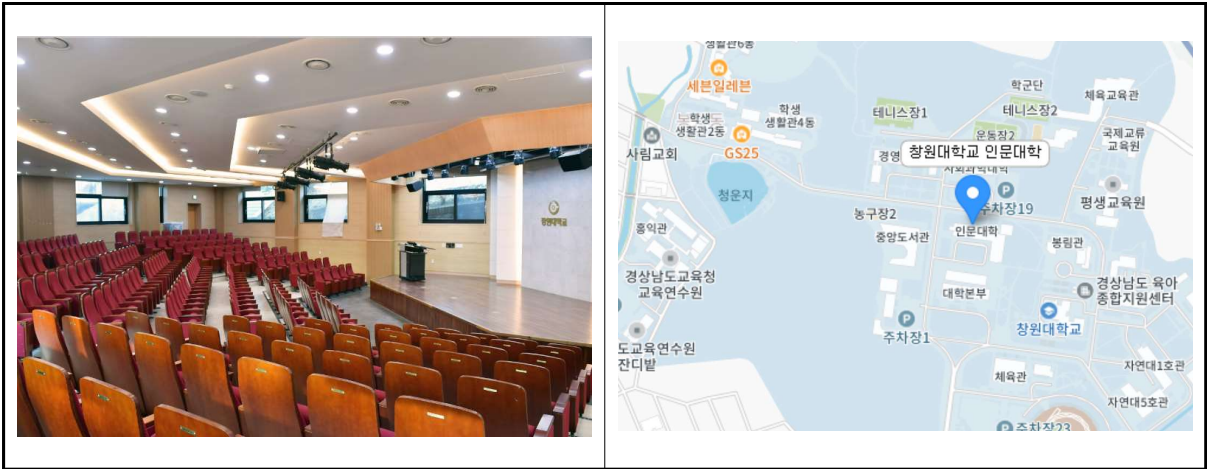 창원대학교
생활관6동
세븐일레븐
학군단
체육교육관
테니스장1
테니스장2
학생
생활관2동
학생
생활관4동
사림교회
GS25
운동장2
국제교류
교육원
경영
창원대학교 인문대학
사회과학대학
청운지
주차장19
평생교육원
농구장2
홍익관
중앙도서관
인문대학
봉림관
경상남도교육청
교육연수원
대학본부
경상남도 육아
종합지원센터
창원대학교
주차장1
도교육연수원
잔디밭
체육관
자연대1호관
자연대5호관
주차장23